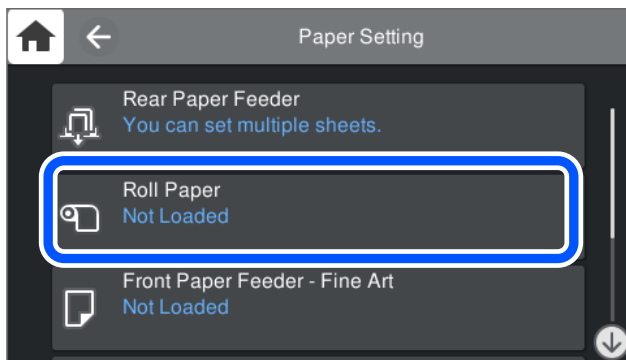 Paper Setting
Rear Paper Feeder
You can set multiple sheets.
Roll Paper
Not Loaded
Front Paper Feeder - Fine Art
Not Loaded